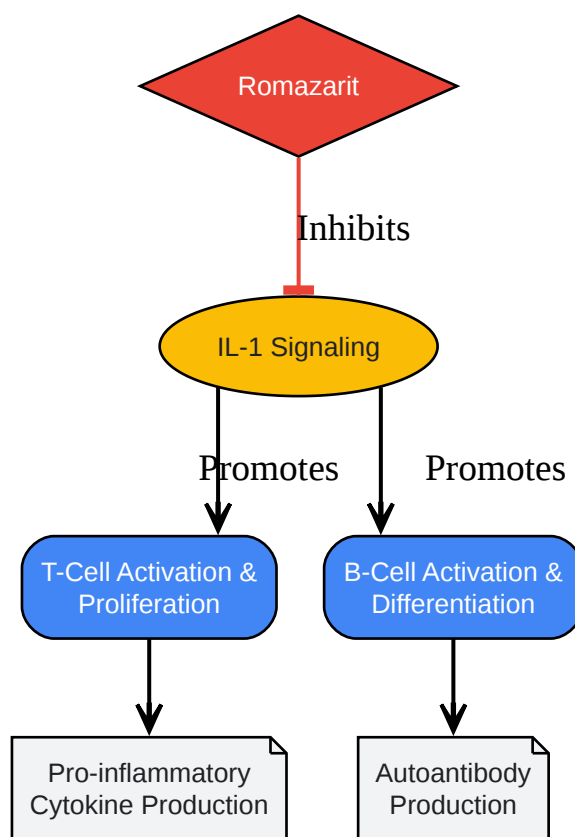 Romazarit
Inhibits
IL-1 Signaling
Promotes
Promotes
T-Cell Activation &
Proliferation
B-Cell Activation &
Differentiation
Pro-inflammatory
Cytokine Production
Autoantibody
Production